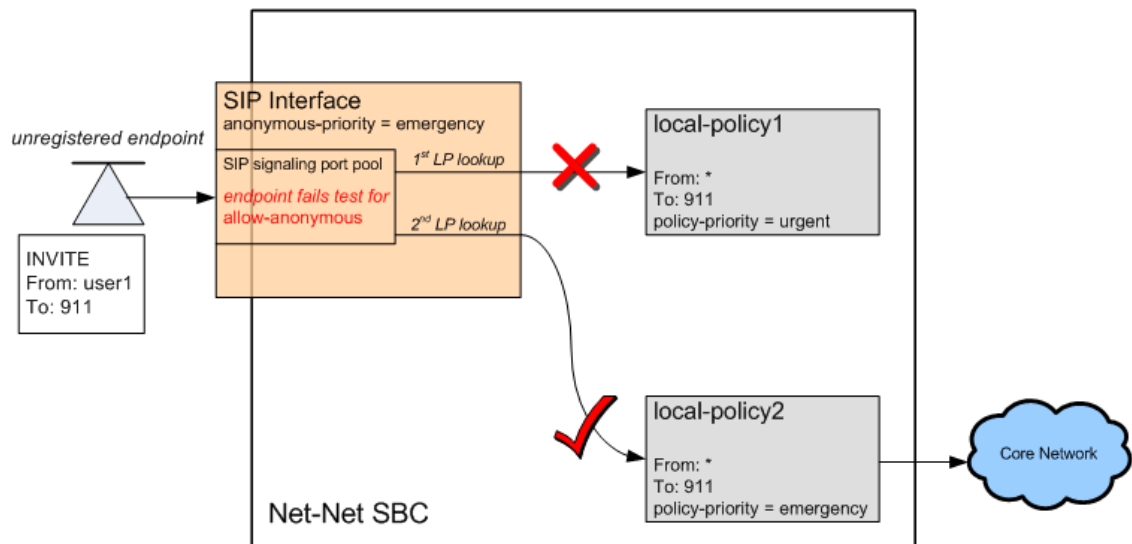 unregistered endpoint
INVITE
From: user1
To: 911
SIP Interface
anonymous-priority = emergency
SIP signaling port pool
endpoint fails test for
allow-anonymous
1st LP lookup
2nd LP lookup
local-policy1
From: *
To: 911
policy-priority = urgent
local-policy2
From: *
To: 911
policy-priority = emergency
Core Network
Net-Net SBC